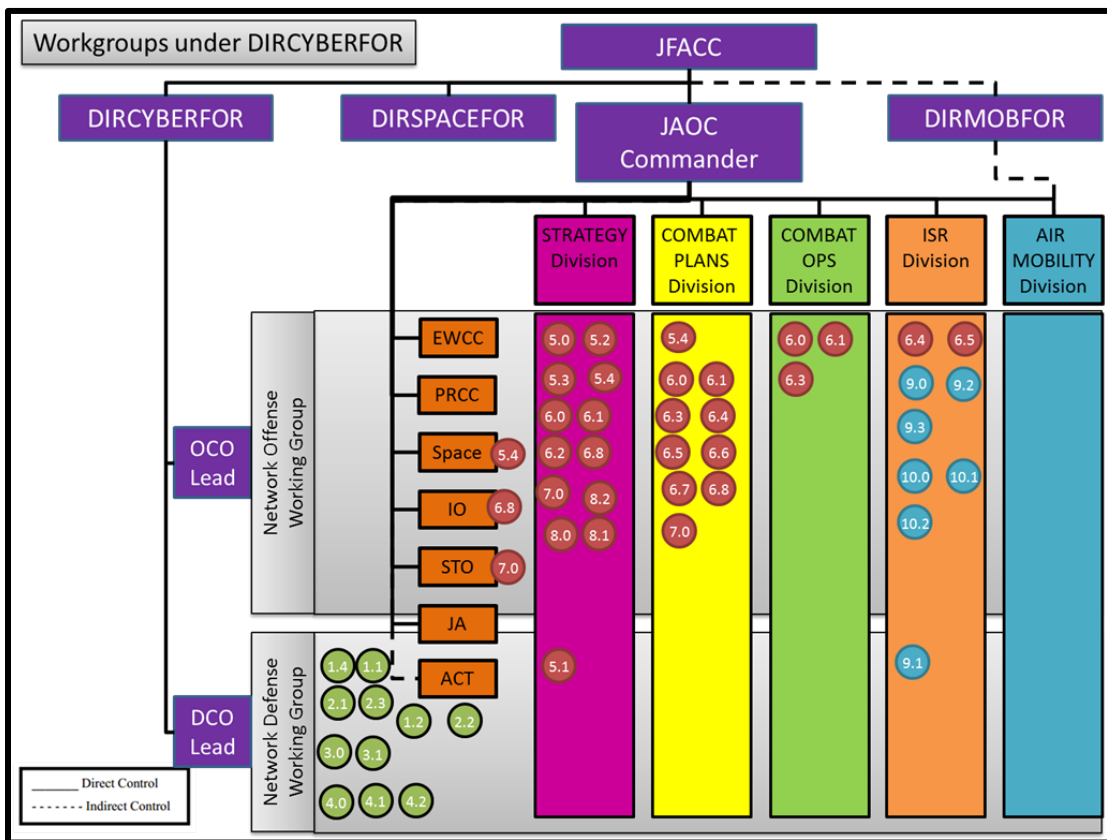 Workgroups under DIRCYBERFOR
JFACC
DIRCYBERFOR
DIRSPACEFOR
JAOC
Commander
DIRMOBFOR
STRATEGY
Division
COMBAT
PLANS
Division
COMBAT
OPS
Division
ISR
Division
AIR
MOBILITY
Division
OCO
Lead
Network Offense
Working Group
EWCC
PRCC
Space
5.4
IO
6.8
STO
7.0
JA
5.0 5.2
5.3 5.4
6.0 6.1
6.2 6.8
7.0 8.2
8.0 8.1
5.4
6.0 6.1
6.3 6.4
6.5 6.6
6.7 6.8
7.0
6.0 6.1
6.3
6.4 6.5
9.0 9.2
9.3
10.0 10.1
10.2
DCO
Lead
Network Defense
Working Group
ACT
1.4 1.1
2.1 2.3
1.2 2.2
3.0 3.1
4.0 4.1 4.2
5.1
9.1
Direct Control
Indirect Control